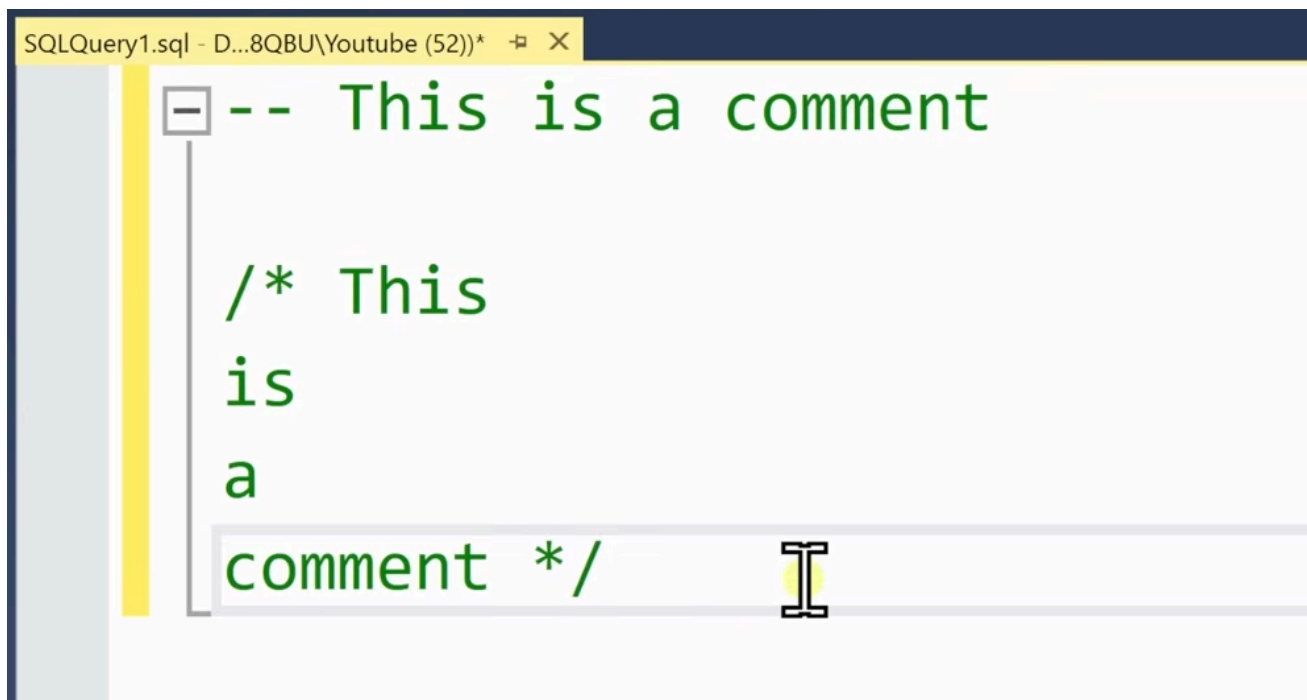 SQLQuery1.sql - D...8QBU\Youtube (52))*
-- This is a comment
/* This
is
a
comment */